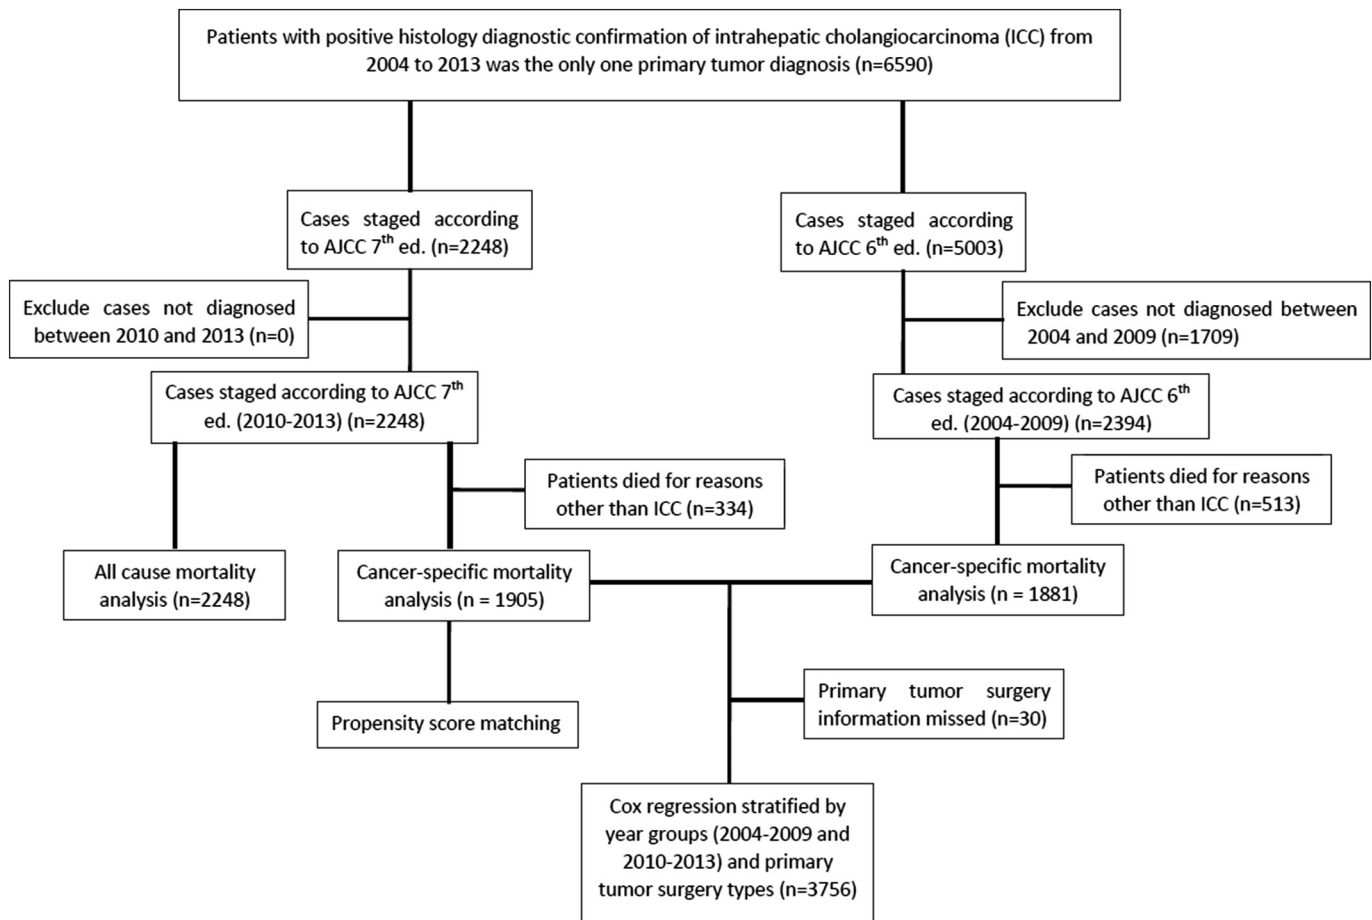 Patients with positive histology diagnostic confirmation of intrahepatic cholangiocarcinoma (ICC) from
2004 to 2013 was the only one primary tumor diagnosis (n=6590)
Cases staged according
to AJCC 7th ed. (n=2248)
Cases staged according
to AJCC 6th ed. (n=5003)
Exclude cases not diagnosed
between 2010 and 2013 (n=0)
Exclude cases not diagnosed between
2004 and 2009 (n=1709)
Cases staged according to AJCC 7th
ed. (2010-2013) (n=2248)
Cases staged according to AJCC 6th
ed. (2004-2009) (n=2394)
Patients died for reasons
other than ICC (n=334)
Patients died for reasons
other than ICC (n=513)
All cause mortality
analysis (n=2248)
Cancer-specific mortality
analysis (n = 1905)
Cancer-specific mortality
analysis (n = 1881)
Primary tumor surgery
information missed (n=30)
Propensity score matching
Cox regression stratified by
year groups (2004-2009 and
2010-2013) and primary
tumor surgery types (n=3756)